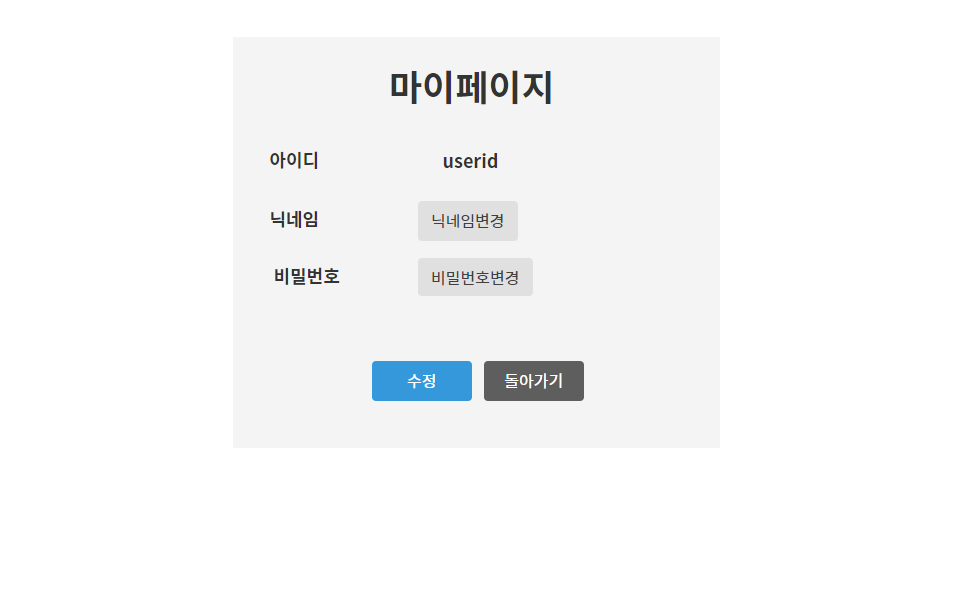 마이페이지
아이디 userid
닉네임 닉네임변경
비밀번호 비밀번호변경
수정 돌아가기